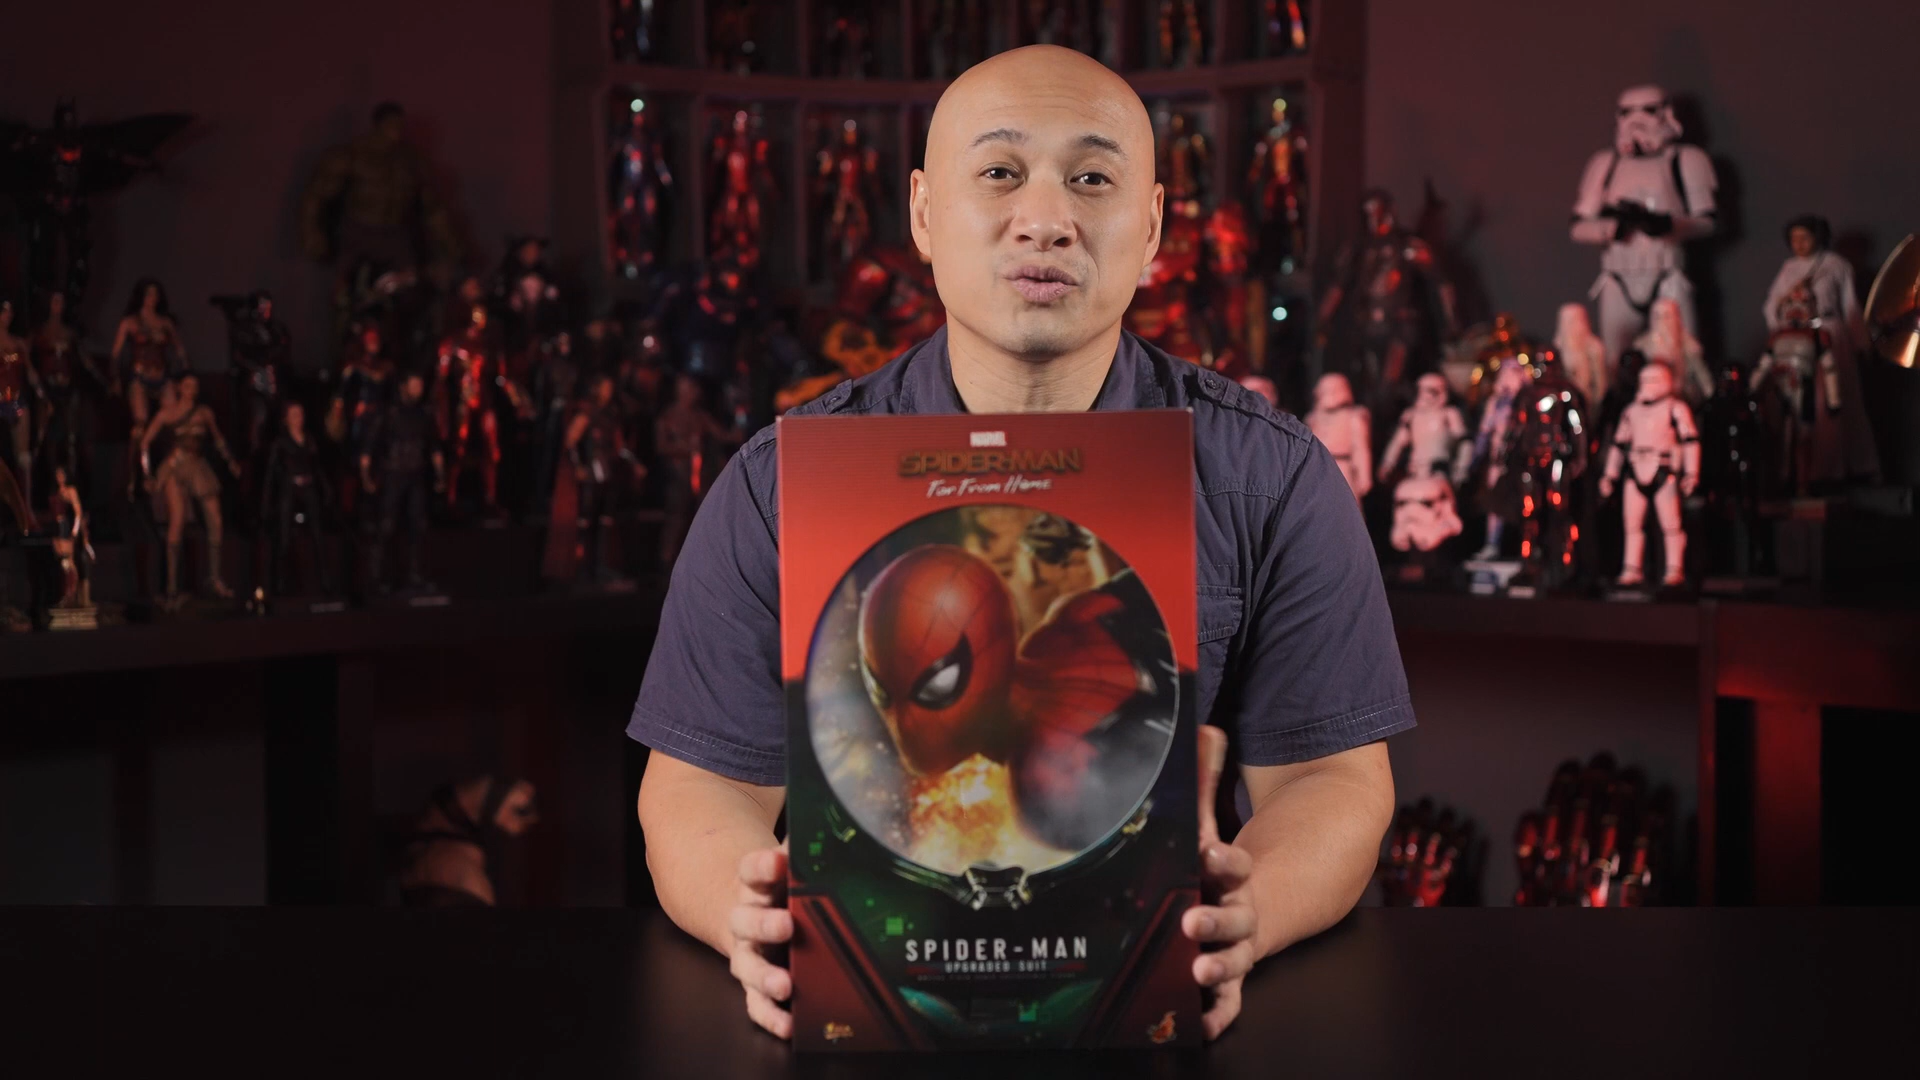 MARVEL
SPIDER-MAN
Far From Home
SPIDER-MAN
UPGRADED SUIT